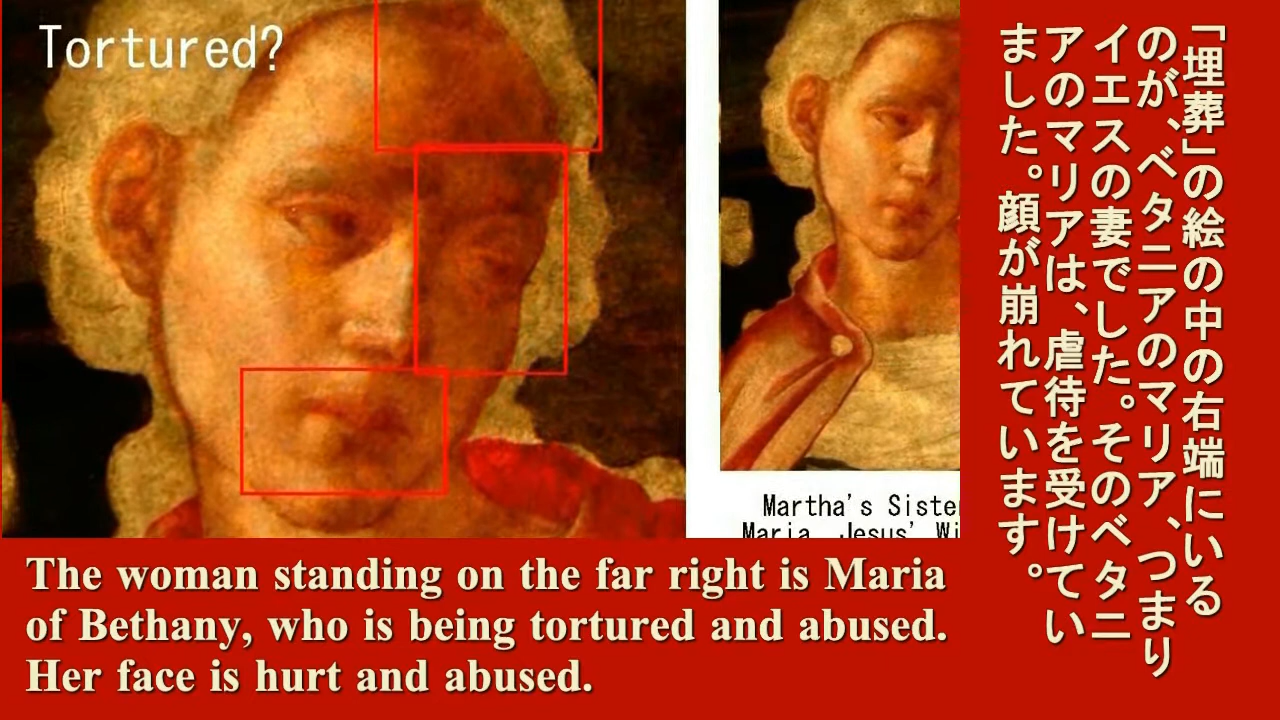 Tortured?
Martha's Siste
Maria, Jesus' Wi
The woman standing on the far right is Maria
of Bethany, who is being tortured and abused.
Her face is hurt and abused.
「埋葬」の絵の中の右端にいる
のが、ベタニアのマリア、つまり
イエスの妻でした。そのベタニ
アのマリアは、虐待を受けてい
ました。顔が崩れています。